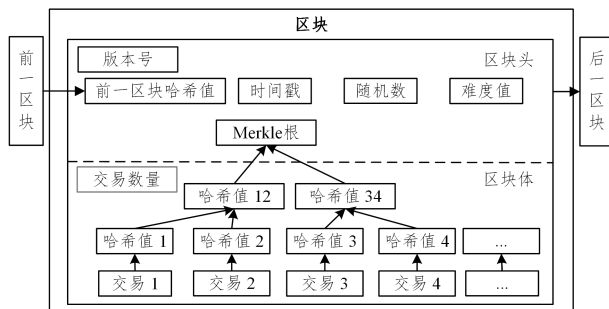 区块
前一区块
版本号
区块头
前一区块哈希值
时间戳
随机数
难度值
后一区块
Merkle根
交易数量
区块体
哈希值 12
哈希值 34
哈希值 1
哈希值 2
哈希值 3
哈希值 4
...
交易 1
交易 2
交易 3
交易 4
...